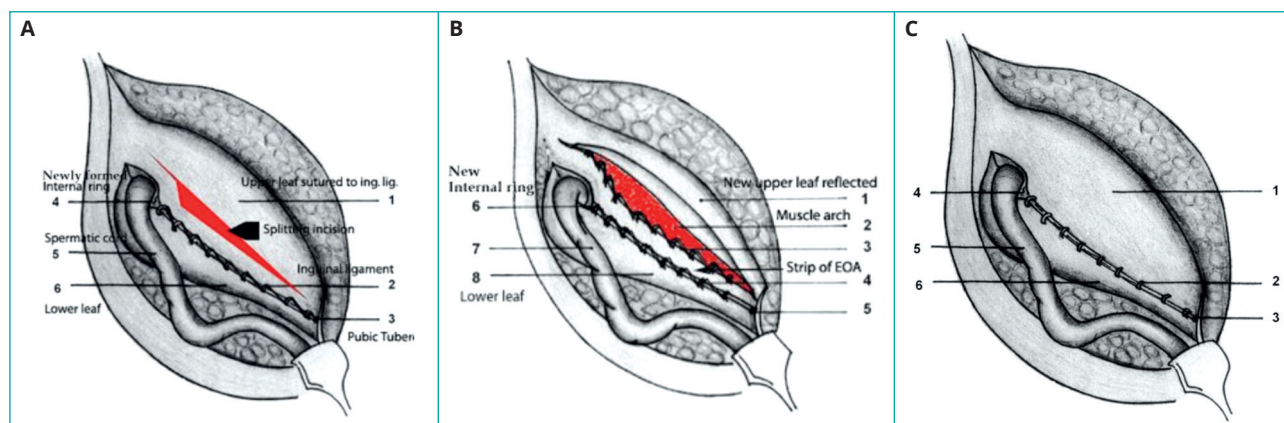 A
Newly formed
Internal ring
4
Upper leaf sutured to ing. lig.
1
Splitting incision
Spermatic cord
5
Inguinal ligament
2
6
Lower leaf
3
Pubic Tuber
B
New
Internal ring
6
New upper leaf reflected
1
Muscle arch
2
7
3
8
Strip of EOA
4
Lower leaf
5
C
4
1
5
6
2
3